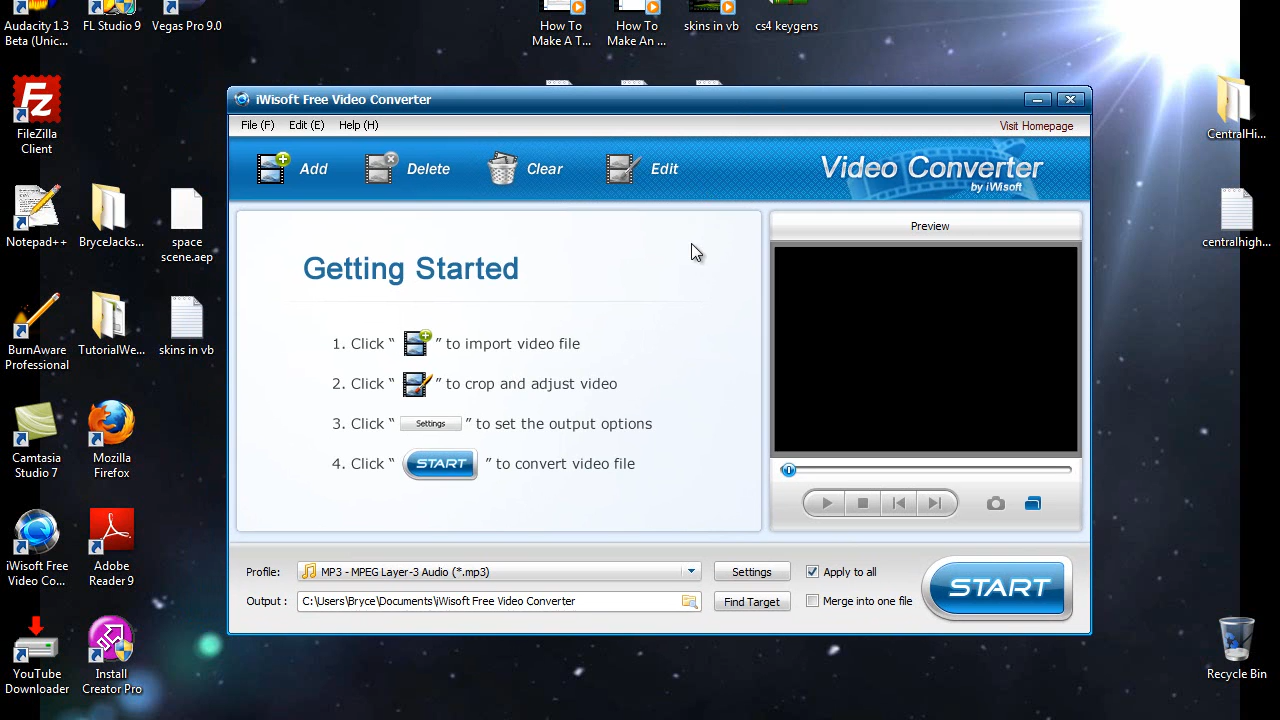 Audacity 1.3
Beta (Unic...
FL Studio 9
Vegas Pro 9.0
How To
Make A T...
How To
Make An ...
skins in vb
cs4 keygens
FileZilla
Client
Notepad++
BryceJacks...
space
scene.aep
BurnAware
Professional
TutorialWe...
skins in vb
Camtasia
Studio 7
Mozilla
Firefox
iWisoft Free
Video Co...
Adobe
Reader 9
YouTube
Downloader
Install
Creator Pro
iWisoft Free Video Converter
File (F) Edit (E) Help (H)
Visit Homepage
Add Delete Clear Edit
Video Converter
by iWisoft
Getting Started
1. Click “ ” to import video file
2. Click “ ” to crop and adjust video
3. Click “ Settings ” to set the output options
4. Click “ START ” to convert video file
Preview
Profile: MP3 - MPEG Layer-3 Audio (*.mp3) Settings Apply to all
Output : C:\Users\Bryce\Documents\iWisoft Free Video Converter Find Target Merge into one file
START
CentralHi...
centralhigh...
Recycle Bin